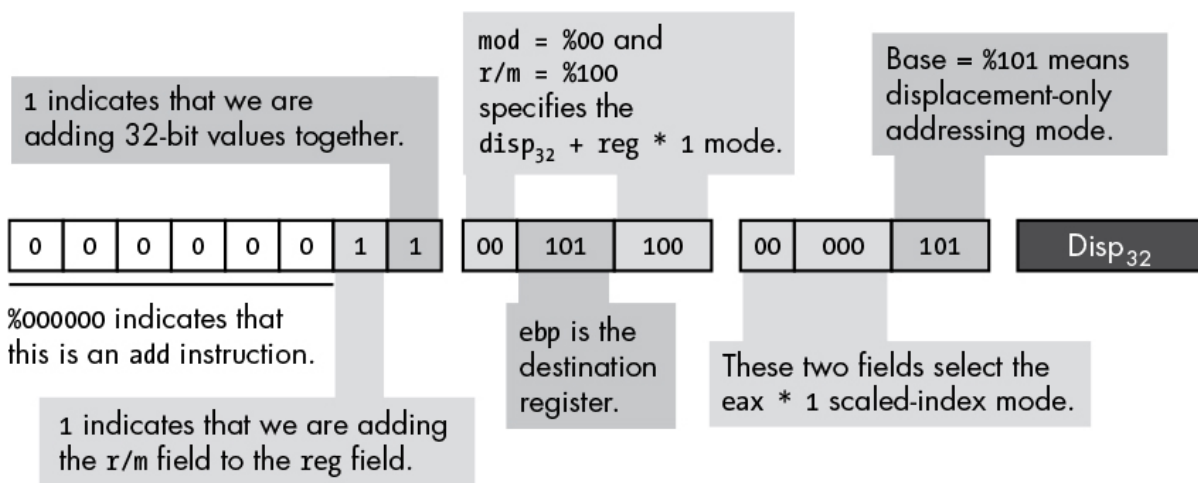 1 indicates that we are
adding 32-bit values together.
mod = %00 and
r/m = %100
specifies the
disp₃₂ + reg * 1 mode.
Base = %101 means
displacement-only
addressing mode.
0 0 0 0 0 0 1 1 00 101 100 00 000 101 Disp₃₂
%000000 indicates that
this is an add instruction.
1 indicates that we are adding
the r/m field to the reg field.
ebp is the
destination
register.
These two fields select the
eax * 1 scaled-index mode.